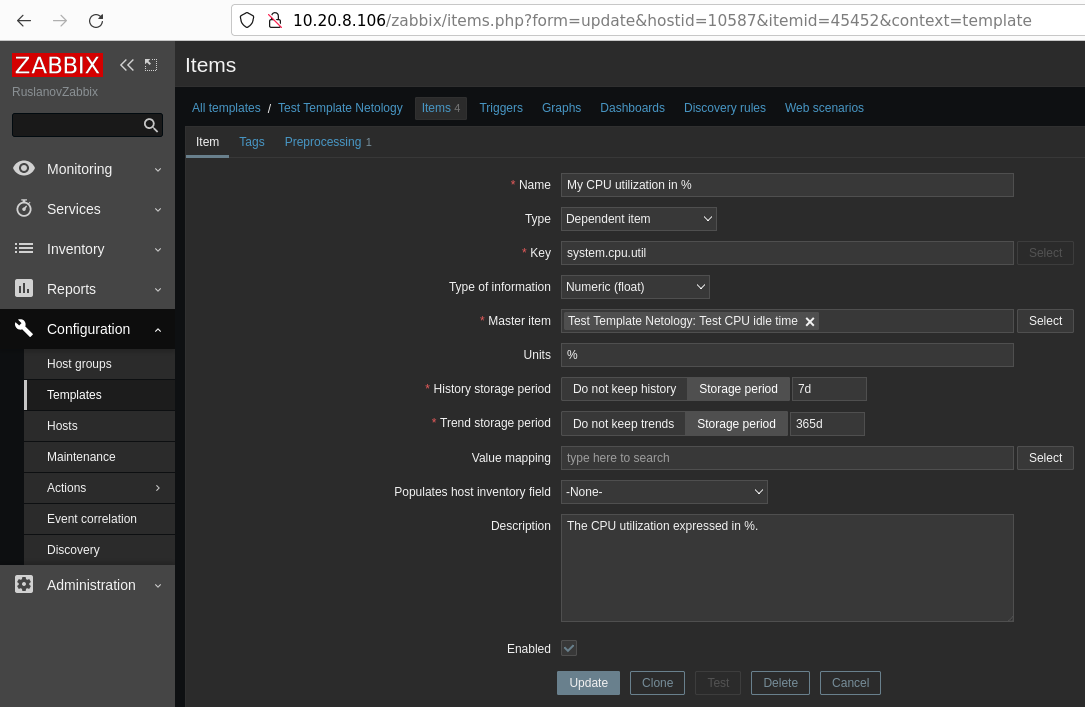 10.20.8.106/zabbix/items.php?form=update&hostid=10587&itemid=45452&context=template
ZABBIX
RuslanovZabbix
Monitoring
Services
Inventory
Reports
Configuration
Host groups
Templates
Hosts
Maintenance
Actions
Event correlation
Discovery
Administration
Items
All templates / Test Template Netology Items 4 Triggers Graphs Dashboards Discovery rules Web scenarios
Item Tags Preprocessing 1
* Name My CPU utilization in %
Type Dependent item
* Key system.cpu.util Select
Type of information Numeric (float)
* Master item Test Template Netology: Test CPU idle time Select
Units %
* History storage period Do not keep history Storage period 7d
* Trend storage period Do not keep trends Storage period 365d
Value mapping type here to search Select
Populates host inventory field -None-
Description The CPU utilization expressed in %.
Enabled
Update Clone Test Delete Cancel